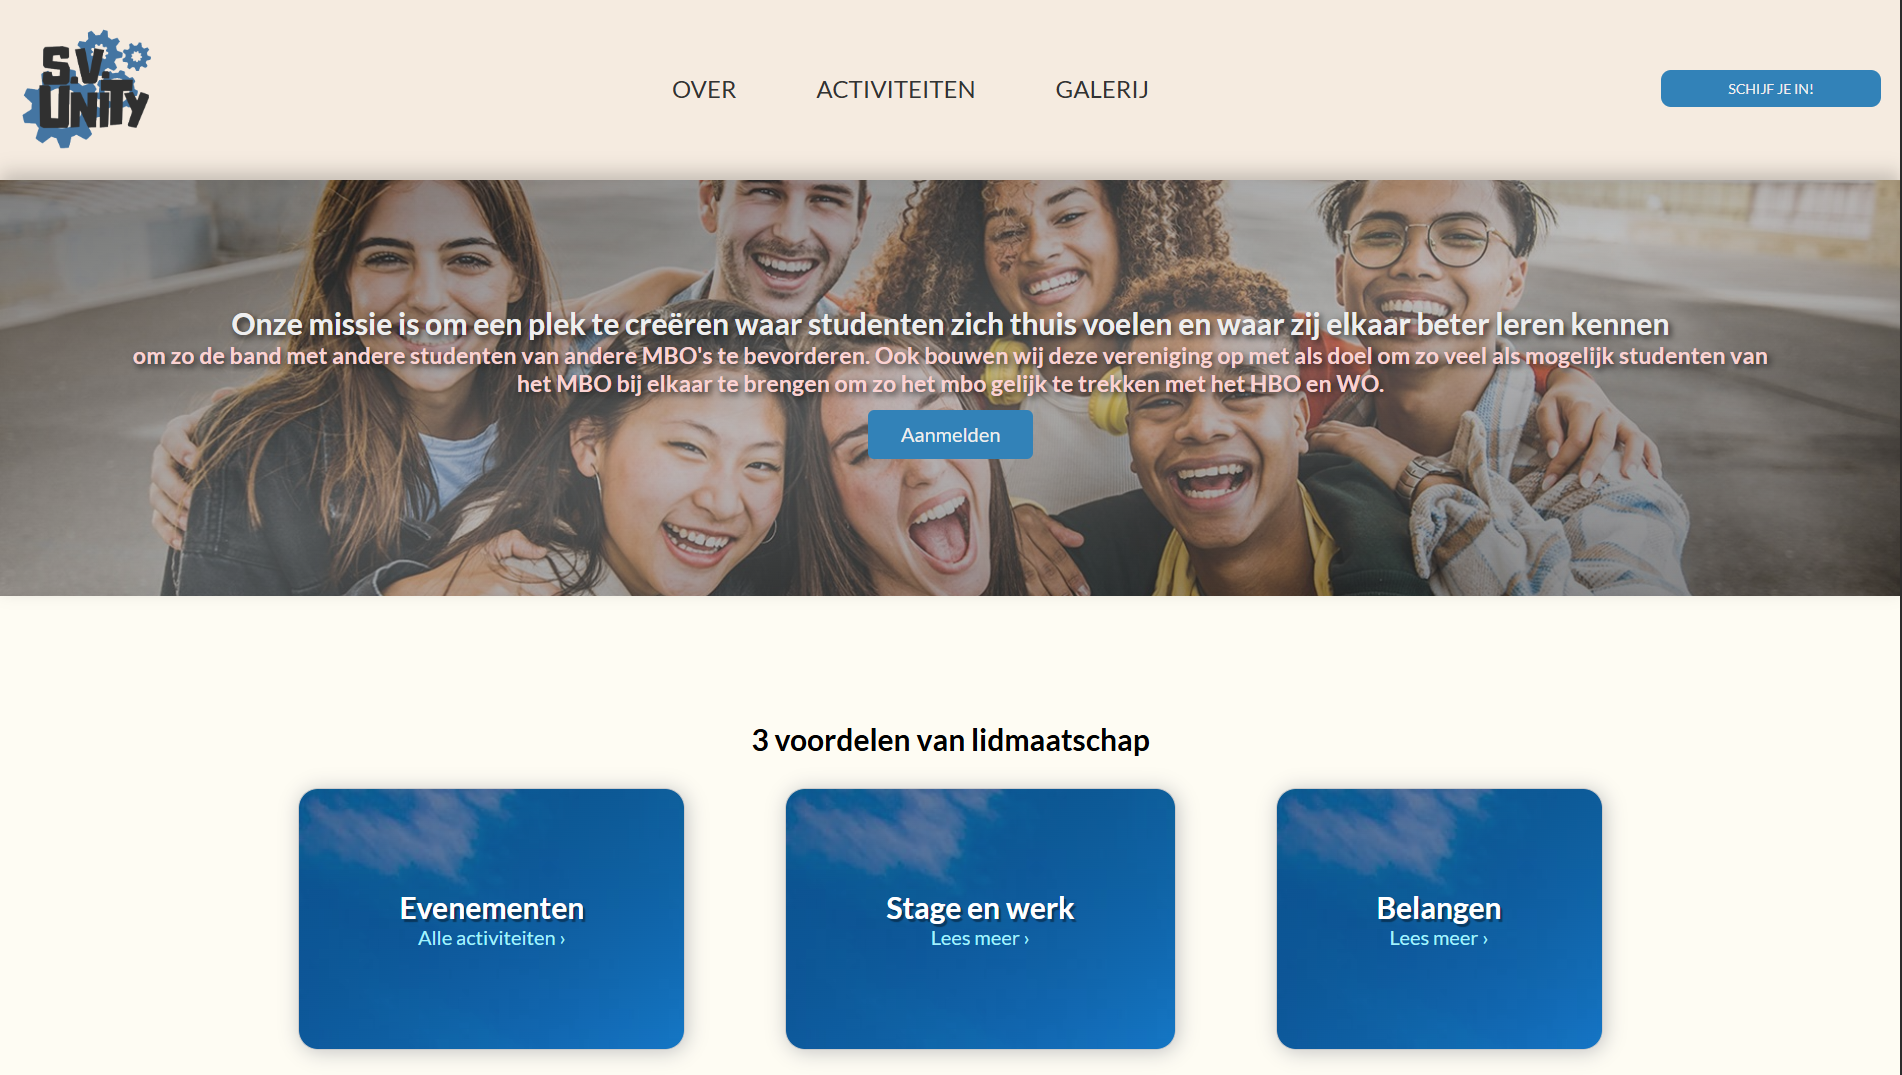 S.V.
UNITY
OVER
ACTIVITEITEN
GALERIJ
SCHIJF JE IN!
Onze missie is om een plek te creëren waar studenten zich thuis voelen en waar zij elkaar beter leren kennen
om zo de band met andere studenten van andere MBO's te bevorderen. Ook bouwen wij deze vereniging op met als doel om zo veel als mogelijk studenten van
het MBO bij elkaar te brengen om zo het mbo gelijk te trekken met het HBO en WO.
Aanmelden
3 voordelen van lidmaatschap
Evenementen
Alle activiteiten ›
Stage en werk
Lees meer ›
Belangen
Lees meer ›